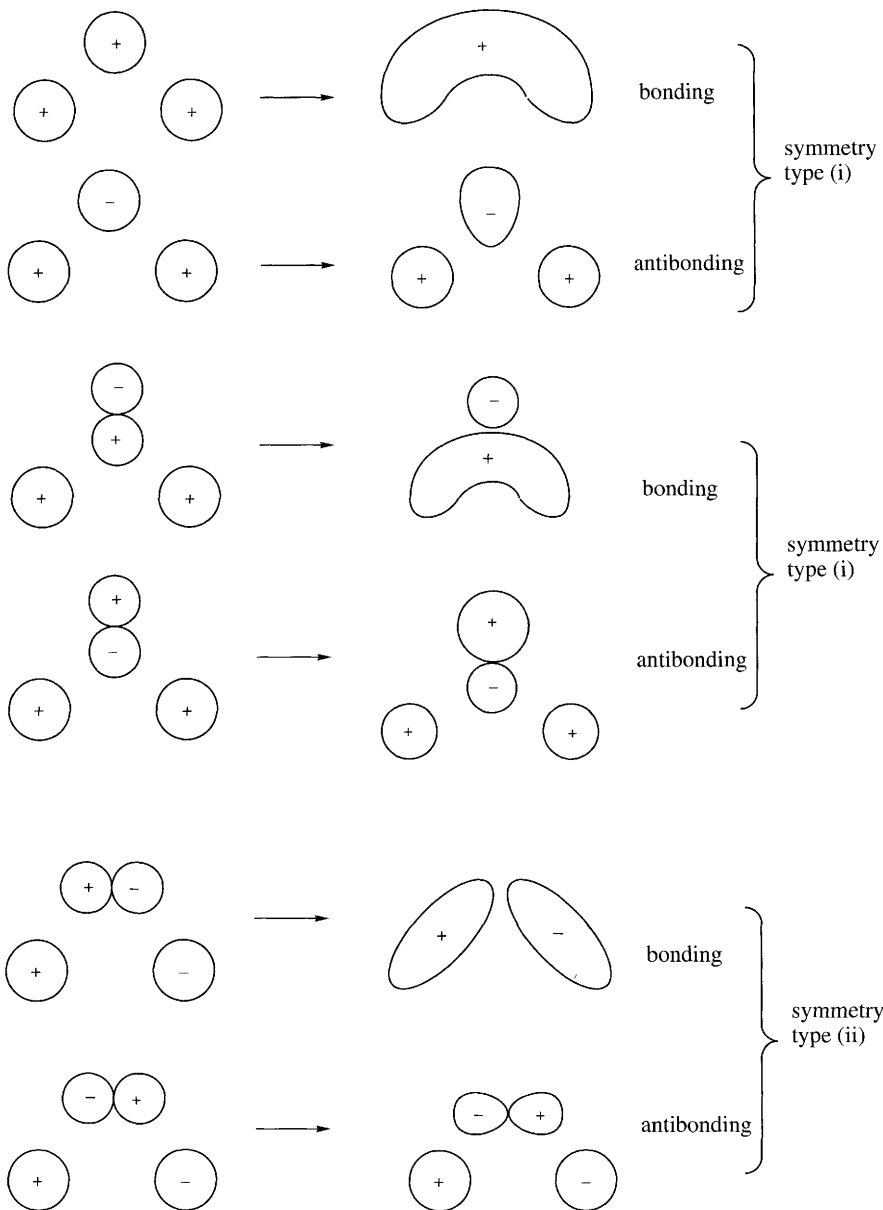 +
+ +
+
bonding
−
+ +
−
+ +
antibonding
symmetry
type (i)
−
+
+ +
−
+
bonding
+
−
+ +
+
−
+ +
antibonding
symmetry
type (i)
+ −
+ −
+ −
bonding
− +
+ −
− +
+ −
antibonding
symmetry
type (ii)